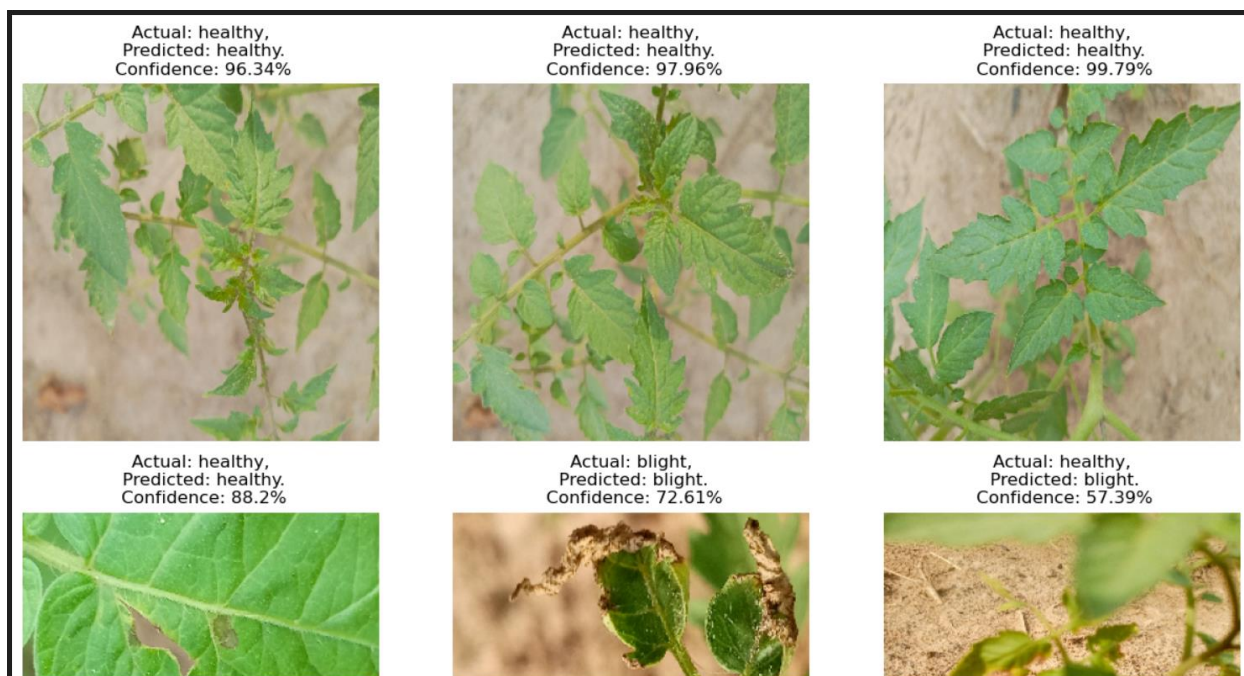 Actual: healthy,
Predicted: healthy.
Confidence: 96.34%
Actual: healthy,
Predicted: healthy.
Confidence: 97.96%
Actual: healthy,
Predicted: healthy.
Confidence: 99.79%
Actual: healthy,
Predicted: healthy.
Confidence: 88.2%
Actual: blight,
Predicted: blight.
Confidence: 72.61%
Actual: healthy,
Predicted: blight.
Confidence: 57.39%